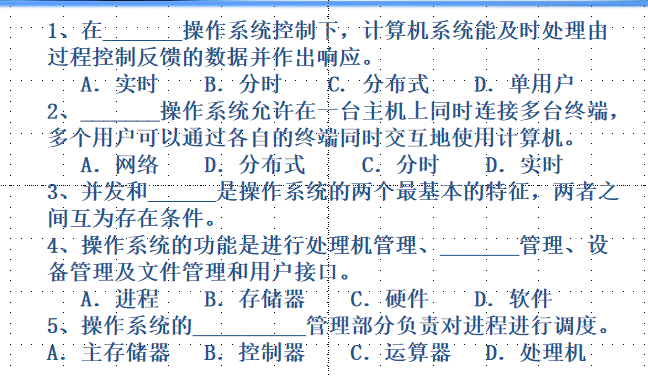 1、在_______操作系统控制下，计算机系统能及时处理由
过程控制反馈的数据并作出响应。
A．实时 B．分时 C．分布式 D．单用户
2、_______操作系统允许在一台主机上同时连接多台终端，
多个用户可以通过各自的终端同时交互地使用计算机。
A．网络 D．分布式 C．分时 D．实时
3、并发和______是操作系统的两个最基本的特征，两者之
间互为存在条件。
4、操作系统的功能是进行处理机管理、_______管理、设
备管理及文件管理和用户接口。
A．进程 B．存储器 C．硬件 D．软件
5、操作系统的__________管理部分负责对进程进行调度。
A．主存储器 B．控制器 C．运算器 D．处理机